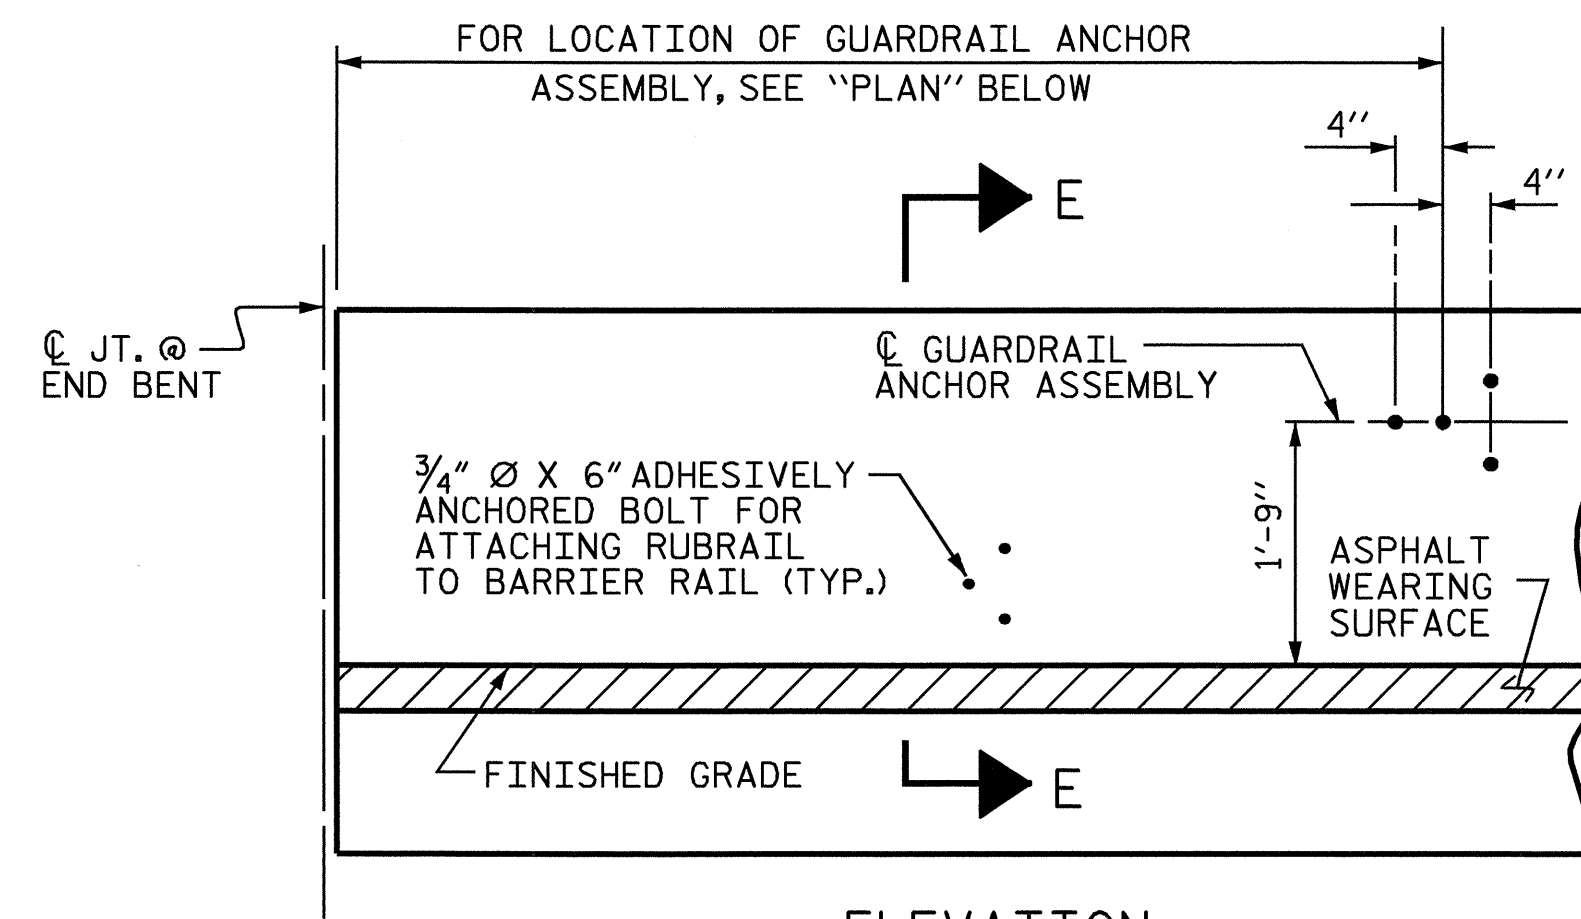 FOR LOCATION OF GUARDRAIL ANCHOR
ASSEMBLY, SEE "PLAN" BELOW
4"
4"
E
℄ JT. @
END BENT
℄ GUARDRAIL
ANCHOR ASSEMBLY
3/4" Ø X 6" ADHESIVELY
ANCHORED BOLT FOR
ATTACHING RUBRAIL
TO BARRIER RAIL (TYP.)
1'-9"
ASPHALT
WEARING
SURFACE
FINISHED GRADE
E
ELEVATION